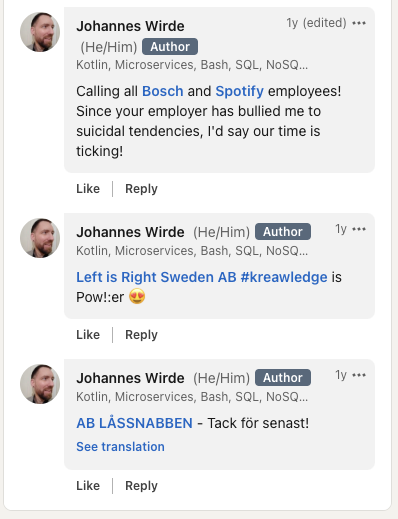 Johannes Wirde
1y (edited) •••
(He/Him) Author
Kotlin, Microservices, Bash, SQL, NoSQ...
Calling all Bosch and Spotify employees!
Since your employer has bullied me to
suicidal tendencies, I'd say our time is
ticking!
Like | Reply
Johannes Wirde (He/Him) Author 1y •••
Kotlin, Microservices, Bash, SQL, NoSQ...
Left is Right Sweden AB #kreawledge is
Pow!:er 😍
Like | Reply
Johannes Wirde (He/Him) Author 1y •••
Kotlin, Microservices, Bash, SQL, NoSQ...
AB LÅSSNABBEN - Tack för senast!
See translation
Like | Reply